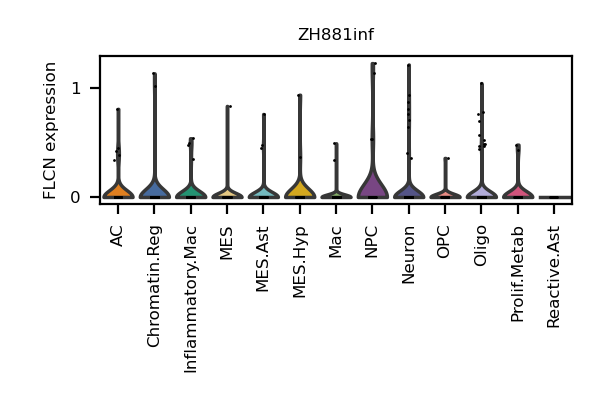 ZH881inf
FLCN expression
1
0
AC
Chromatin.Reg
Inflammatory.Mac
MES
MES.Ast
MES.Hyp
Mac
NPC
Neuron
OPC
Oligo
Prolif.Metab
Reactive.Ast